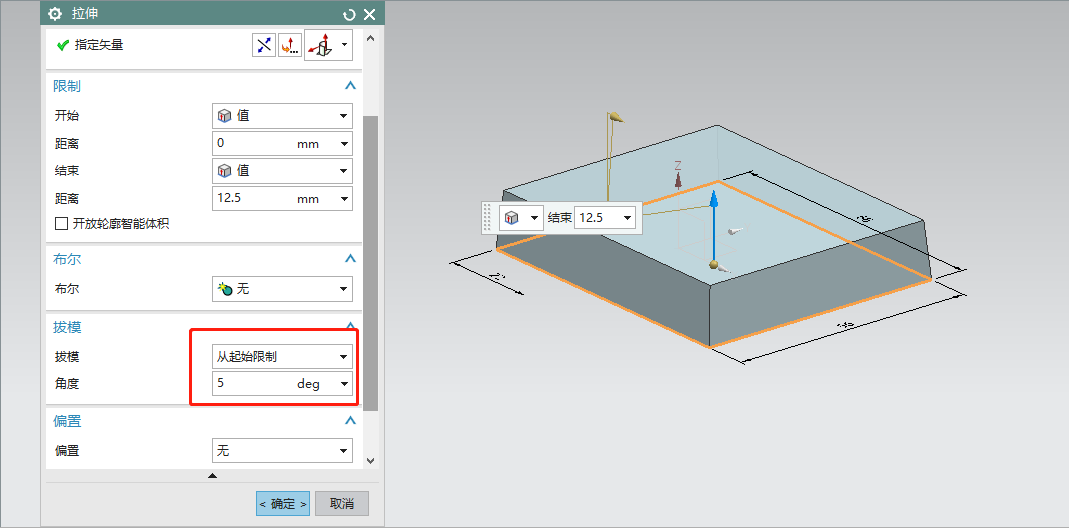 拉伸
指定矢量
限制
开始 值
距离 0 mm
结束 值
距离 12.5 mm
开放轮廓智能体积
布尔
布尔 无
拔模
拔模 从起始限制
角度 5 deg
偏置
偏置 无
< 确定 > 取消
Z
结束 12.5